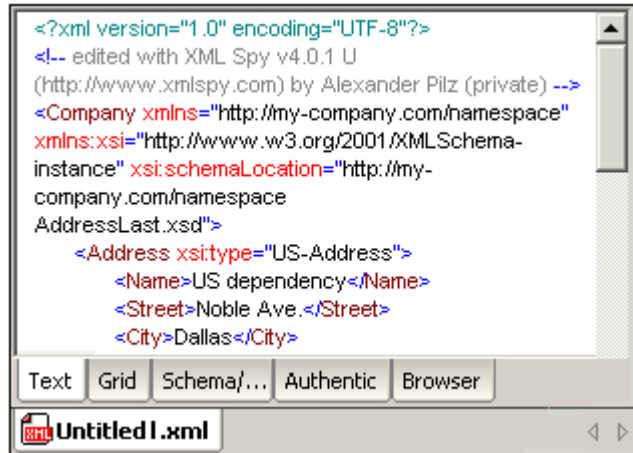 <?xml version="1.0" encoding="UTF-8"?>
<!-- edited with XML Spy v4.0.1 U
(http://www.xmlspy.com) by Alexander Pilz (private) -->
<Company xmlns="http://my-company.com/namespace"
xmlns:xsi="http://www.w3.org/2001/XMLSchema-
instance" xsi:schemaLocation="http://my-
company.com/namespace
AddressLast.xsd">
<Address xsi:type="US-Address">
<Name>US dependency</Name>
<Street>Noble Ave.</Street>
<City>Dallas</City>
Text Grid Schema/... Authentic Browser
XML Untitled1.xml